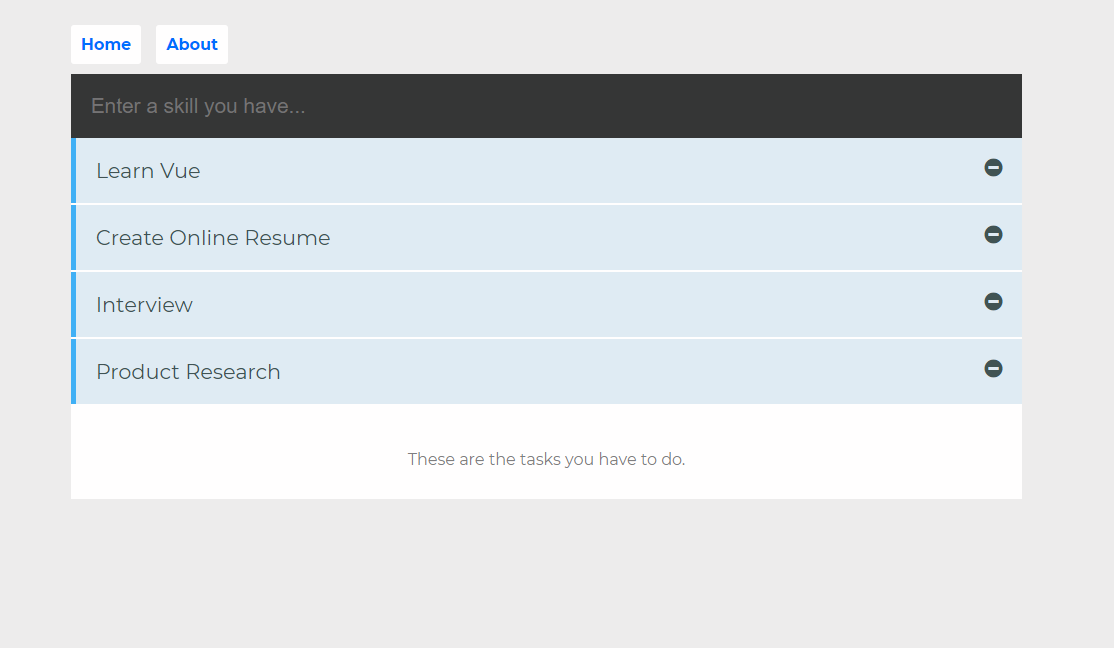 Home About
Enter a skill you have...
Learn Vue
Create Online Resume
Interview
Product Research
These are the tasks you have to do.